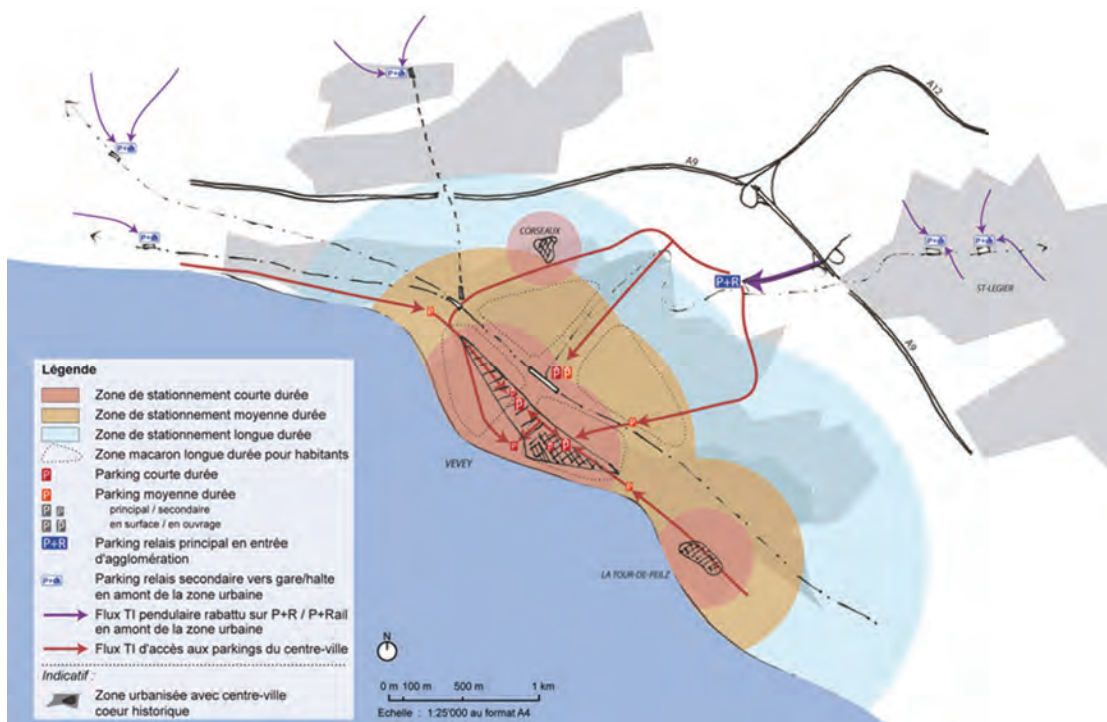 P+
P+
P+
A12
A9
CORSEAUX
P+R
P+
P+
ST-LEGIER
P
P P
P
P
A9
P
P
P
P
VEVEY
LA TOUR-DE-PEILZ
Légende
Zone de stationnement courte durée
Zone de stationnement moyenne durée
Zone de stationnement longue durée
Zone macaron longue durée pour habitants
P Parking courte durée
P Parking moyenne durée
P P principal / secondaire
P P en surface / en ouvrage
P+R Parking relais principal en entrée
d'agglomération
P+ Parking relais secondaire vers gare/halte
en amont de la zone urbaine
Flux TI pendulaire rabattu sur P+R / P+Rail
en amont de la zone urbaine
Flux TI d'accès aux parkings du centre-ville
Indicatif :
Zone urbanisée avec centre-ville
coeur historique
N
0 m 100 m 500 m 1 km
Echelle : 1:25'000 au format A4